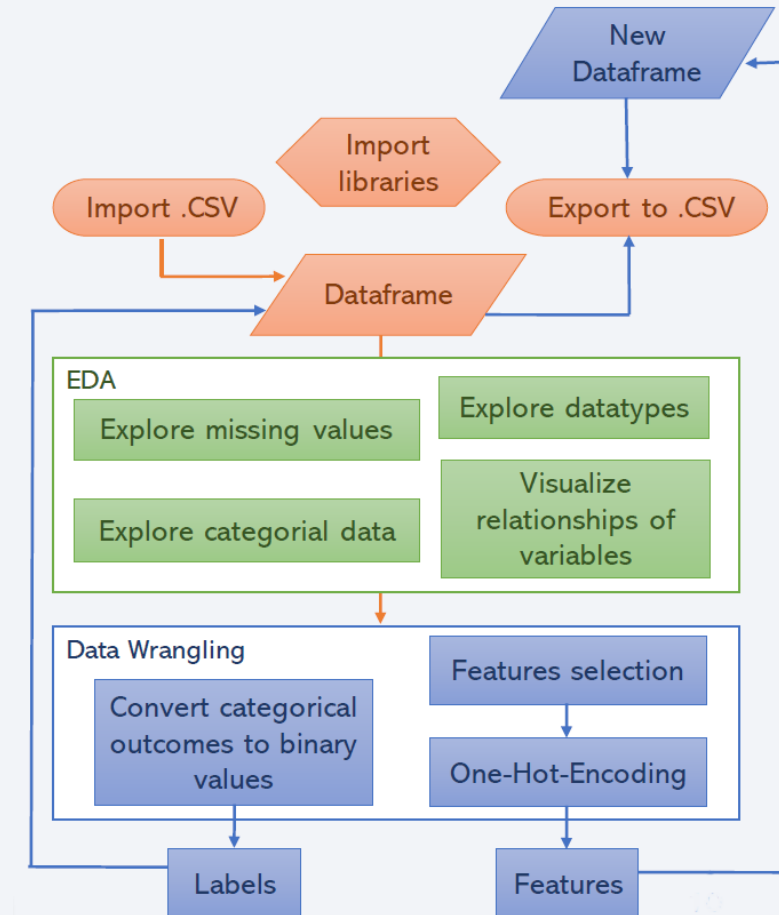 New
Dataframe
Import
libraries
Import .CSV
Export to .CSV
Dataframe
EDA
Explore missing values
Explore datatypes
Explore categorial data
Visualize
relationships of
variables
Data Wrangling
Convert categorical
outcomes to binary
values
Features selection
One-Hot-Encoding
Labels
Features